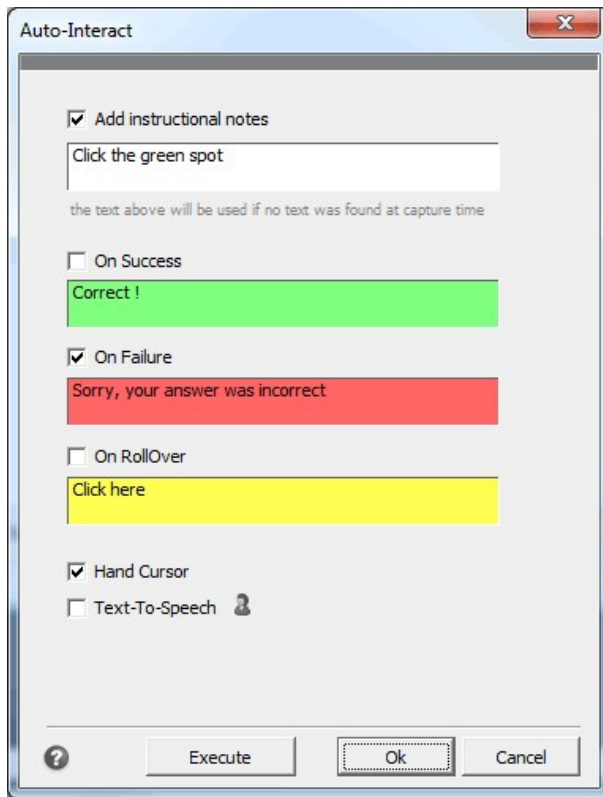 Auto-Interact
Add instructional notes
Click the green spot
the text above will be used if no text was found at capture time
On Success
Correct !
On Failure
Sorry, your answer was incorrect
On RollOver
Click here
Hand Cursor
Text-To-Speech
? Execute Ok Cancel